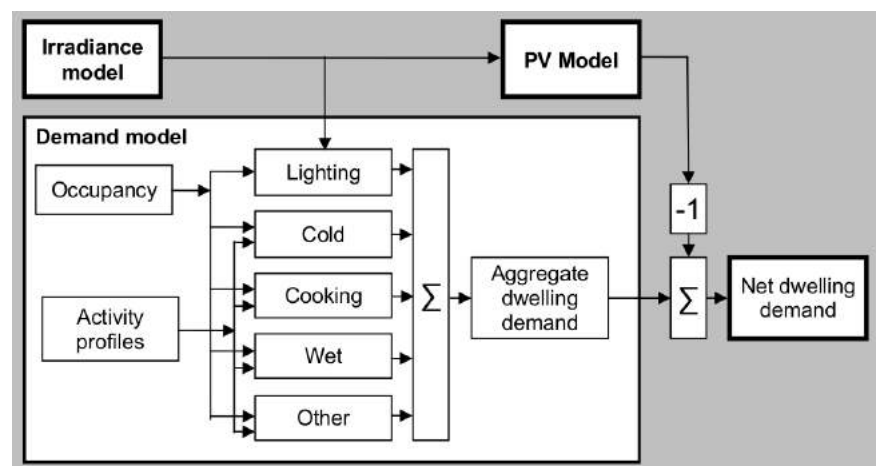 Irradiance
model
PV Model
Demand model
Occupancy
Lighting
Cold
Activity
profiles
Cooking
Wet
Other
∑
Aggregate
dwelling
demand
-1
∑
Net dwelling
demand